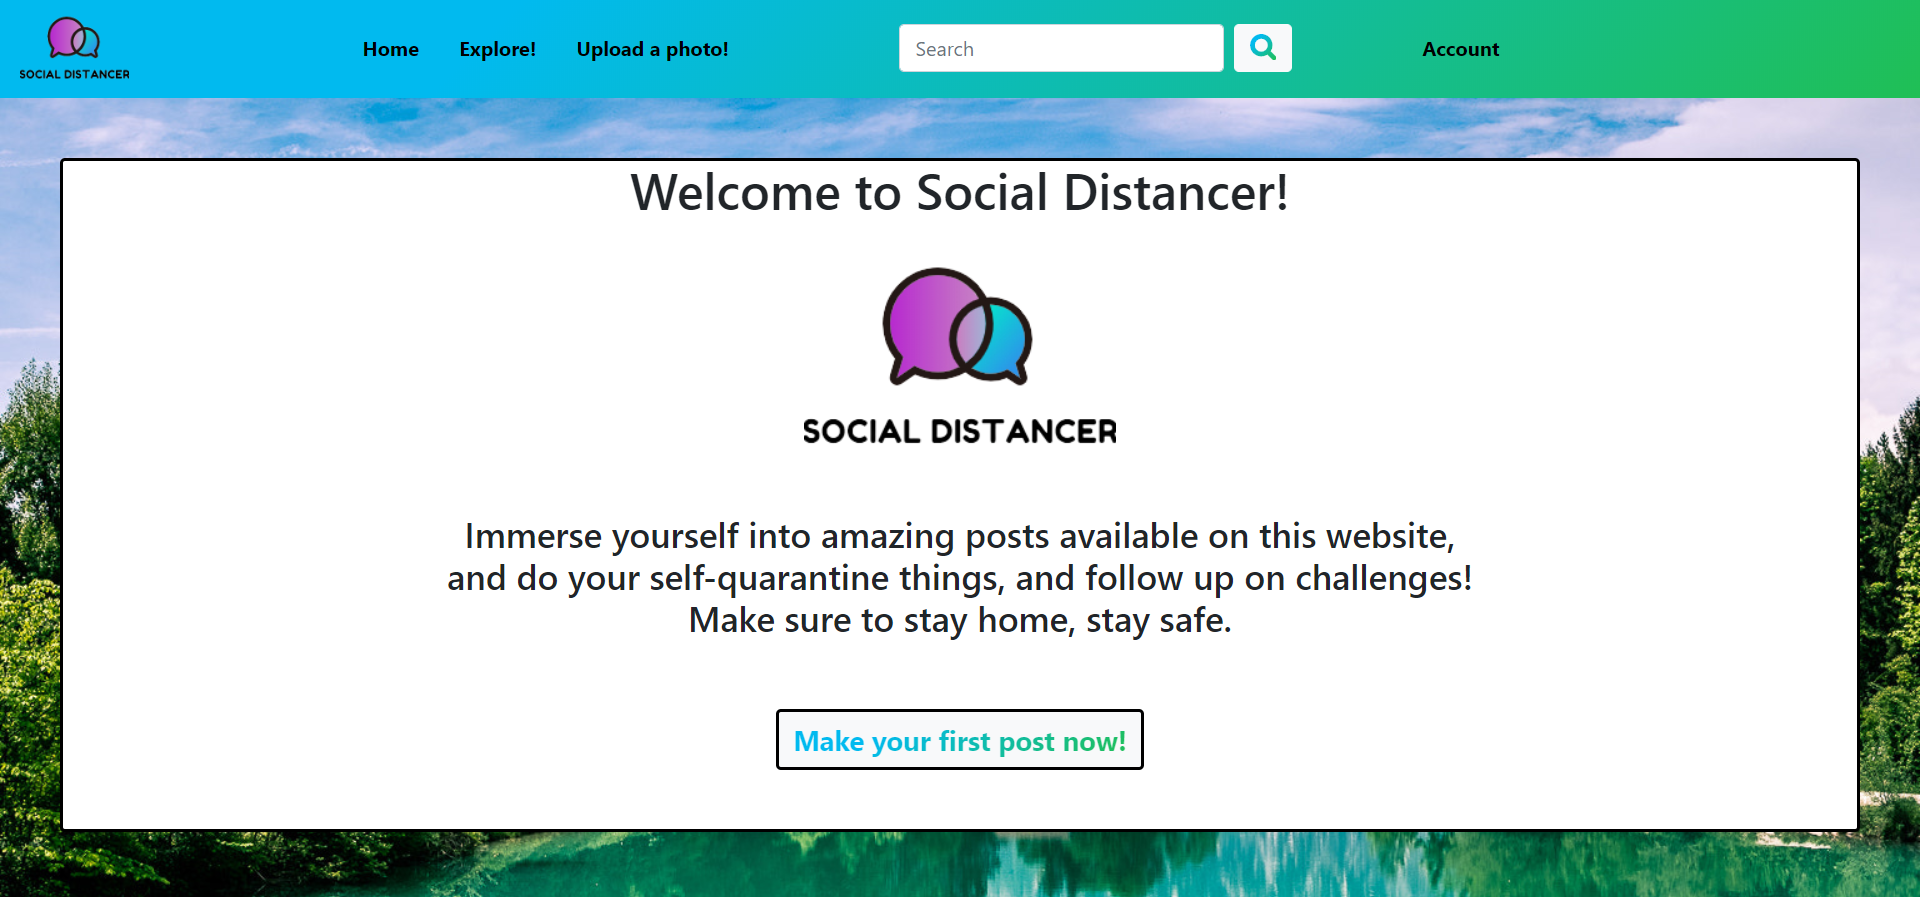 SOCIAL DISTANCER
Home Explore! Upload a photo! Search Account
Welcome to Social Distancer!
SOCIAL DISTANCER
Immerse yourself into amazing posts available on this website,
and do your self-quarantine things, and follow up on challenges!
Make sure to stay home, stay safe.
Make your first post now!